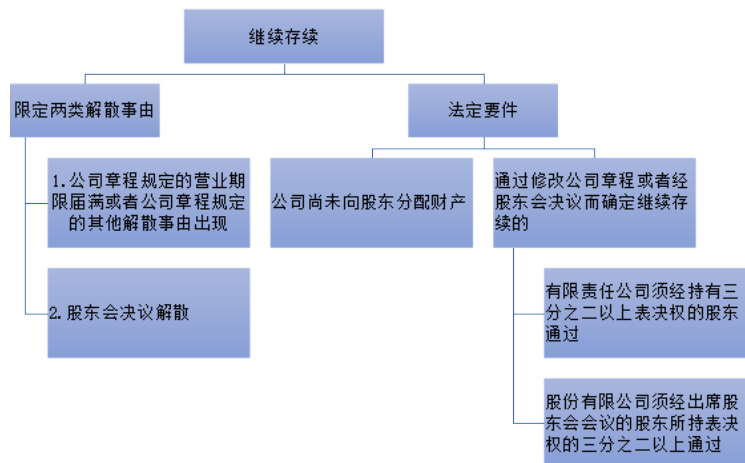 继续存续
限定两类解散事由
法定要件
1.公司章程规定的营业期
限届满或者公司章程规定
的其他解散事由出现
2.股东会决议解散
公司尚未向股东分配财产
通过修改公司章程或者经
股东会决议而确定继续存
续的
有限责任公司须经持有三
分之二以上表决权的股东
通过
股份有限公司须经出席股
东会会议的股东所持表决
权的三分之二以上通过